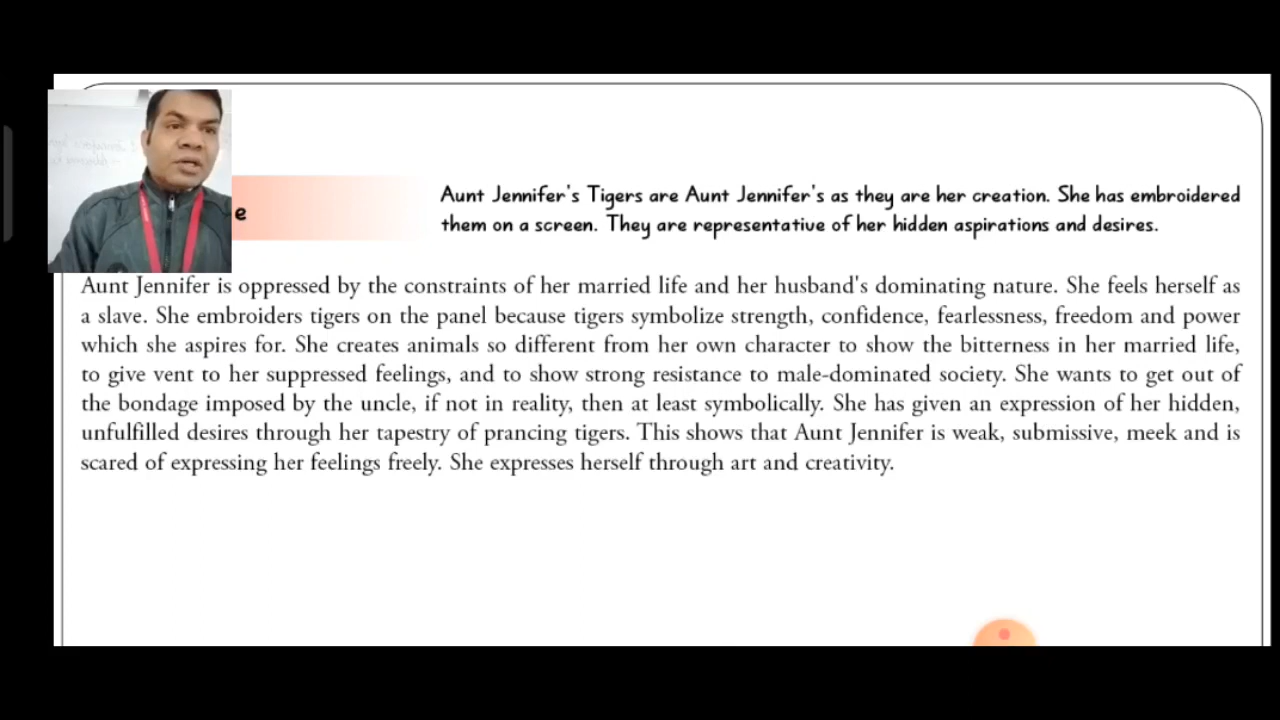 e
Aunt Jennifer's Tigers are Aunt Jennifer's as they are her creation. She has embroidered
them on a screen. They are representative of her hidden aspirations and desires.
Aunt Jennifer is oppressed by the constraints of her married life and her husband's dominating nature. She feels herself as
a slave. She embroiders tigers on the panel because tigers symbolize strength, confidence, fearlessness, freedom and power
which she aspires for. She creates animals so different from her own character to show the bitterness in her married life,
to give vent to her suppressed feelings, and to show strong resistance to male-dominated society. She wants to get out of
the bondage imposed by the uncle, if not in reality, then at least symbolically. She has given an expression of her hidden,
unfulfilled desires through her tapestry of prancing tigers. This shows that Aunt Jennifer is weak, submissive, meek and is
scared of expressing her feelings freely. She expresses herself through art and creativity.